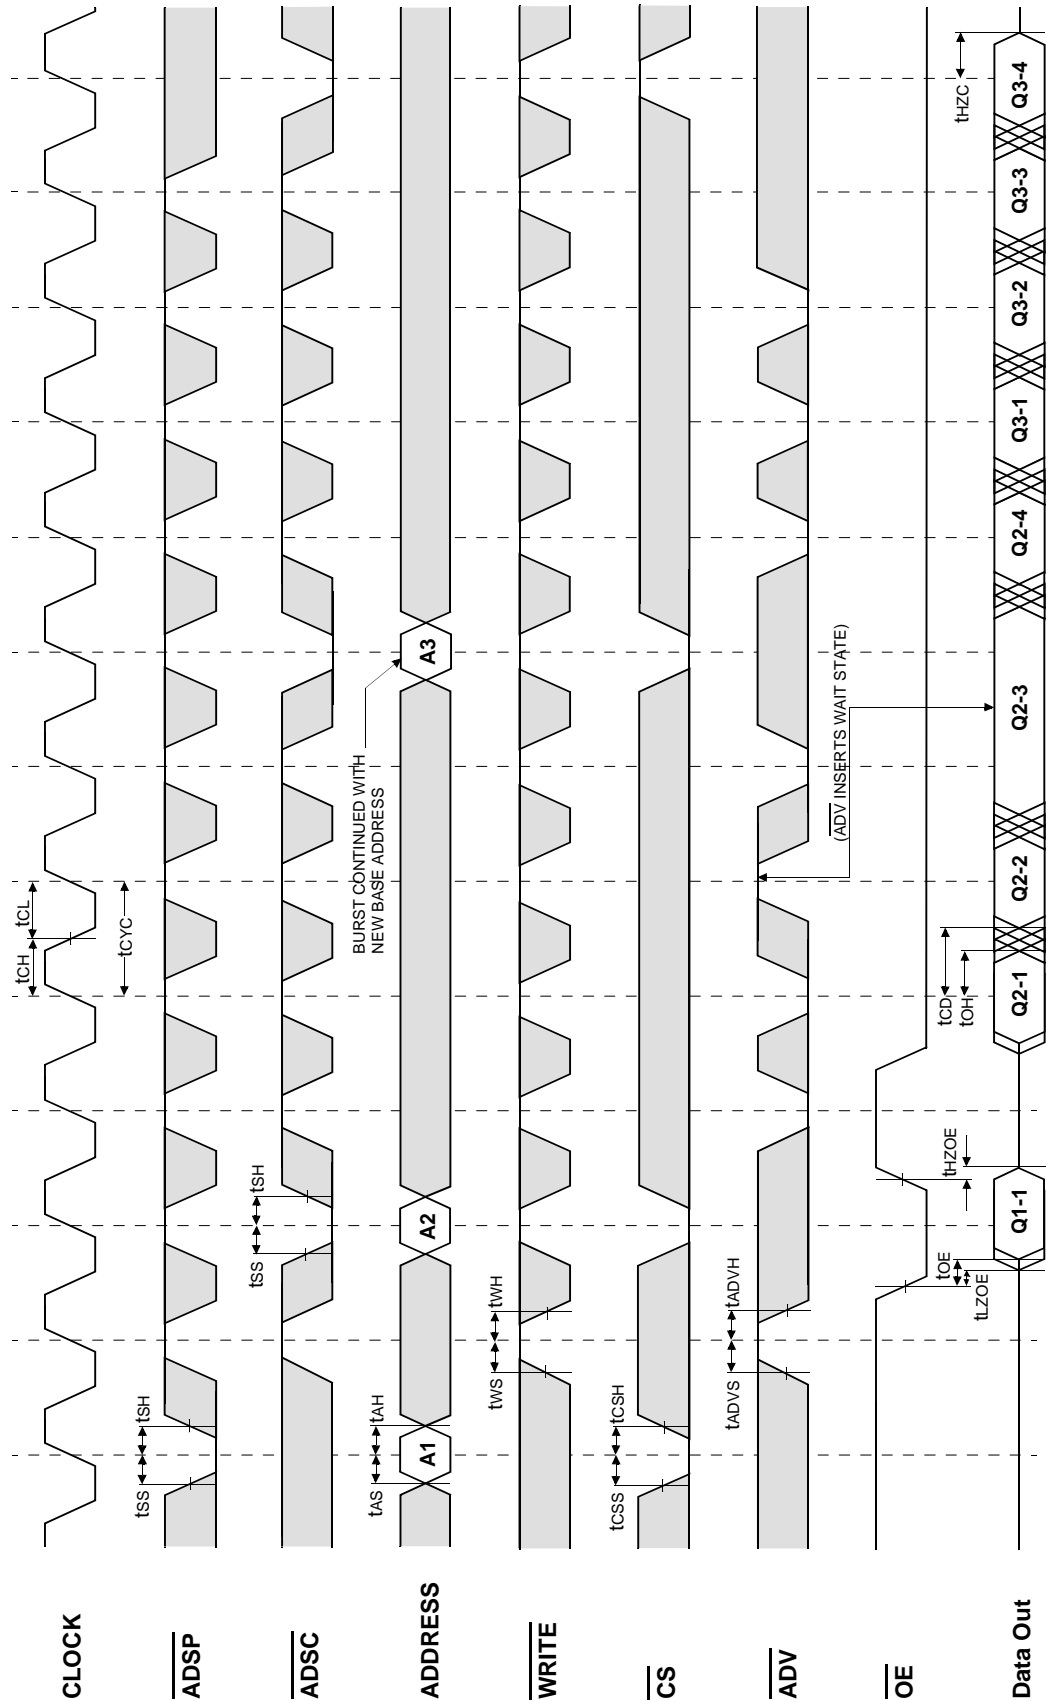 CLOCK
tCH
tCL
tCYC
ADSP
tSS
tSH
ADSC
tSS
tSH
ADDRESS
tAS
tAH
A1
A2
A3
BURST CONTINUED WITH
NEW BASE ADDRESS
WRITE
tWS
tWH
CS
tCSS
tCSH
ADV
tADVS
tADVH
(ADV INSERTS WAIT STATE)
OE
tOE
tLZOE
tHZOE
tCD
tOH
tHZC
Data Out
Q1-1
Q2-1
Q2-2
Q2-3
Q2-4
Q3-1
Q3-2
Q3-3
Q3-4